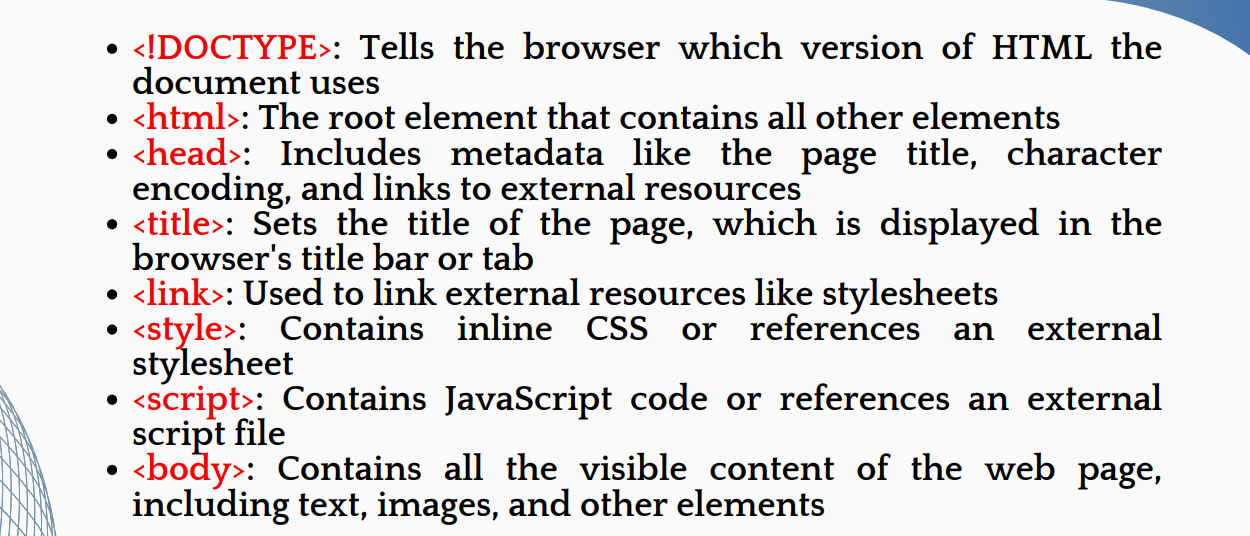 • <!DOCTYPE>: Tells the browser which version of HTML the
document uses
• <html>: The root element that contains all other elements
• <head>: Includes metadata like the page title, character
encoding, and links to external resources
• <title>: Sets the title of the page, which is displayed in the
browser's title bar or tab
• <link>: Used to link external resources like stylesheets
• <style>: Contains inline CSS or references an external
stylesheet
• <script>: Contains JavaScript code or references an external
script file
• <body>: Contains all the visible content of the web page,
including text, images, and other elements